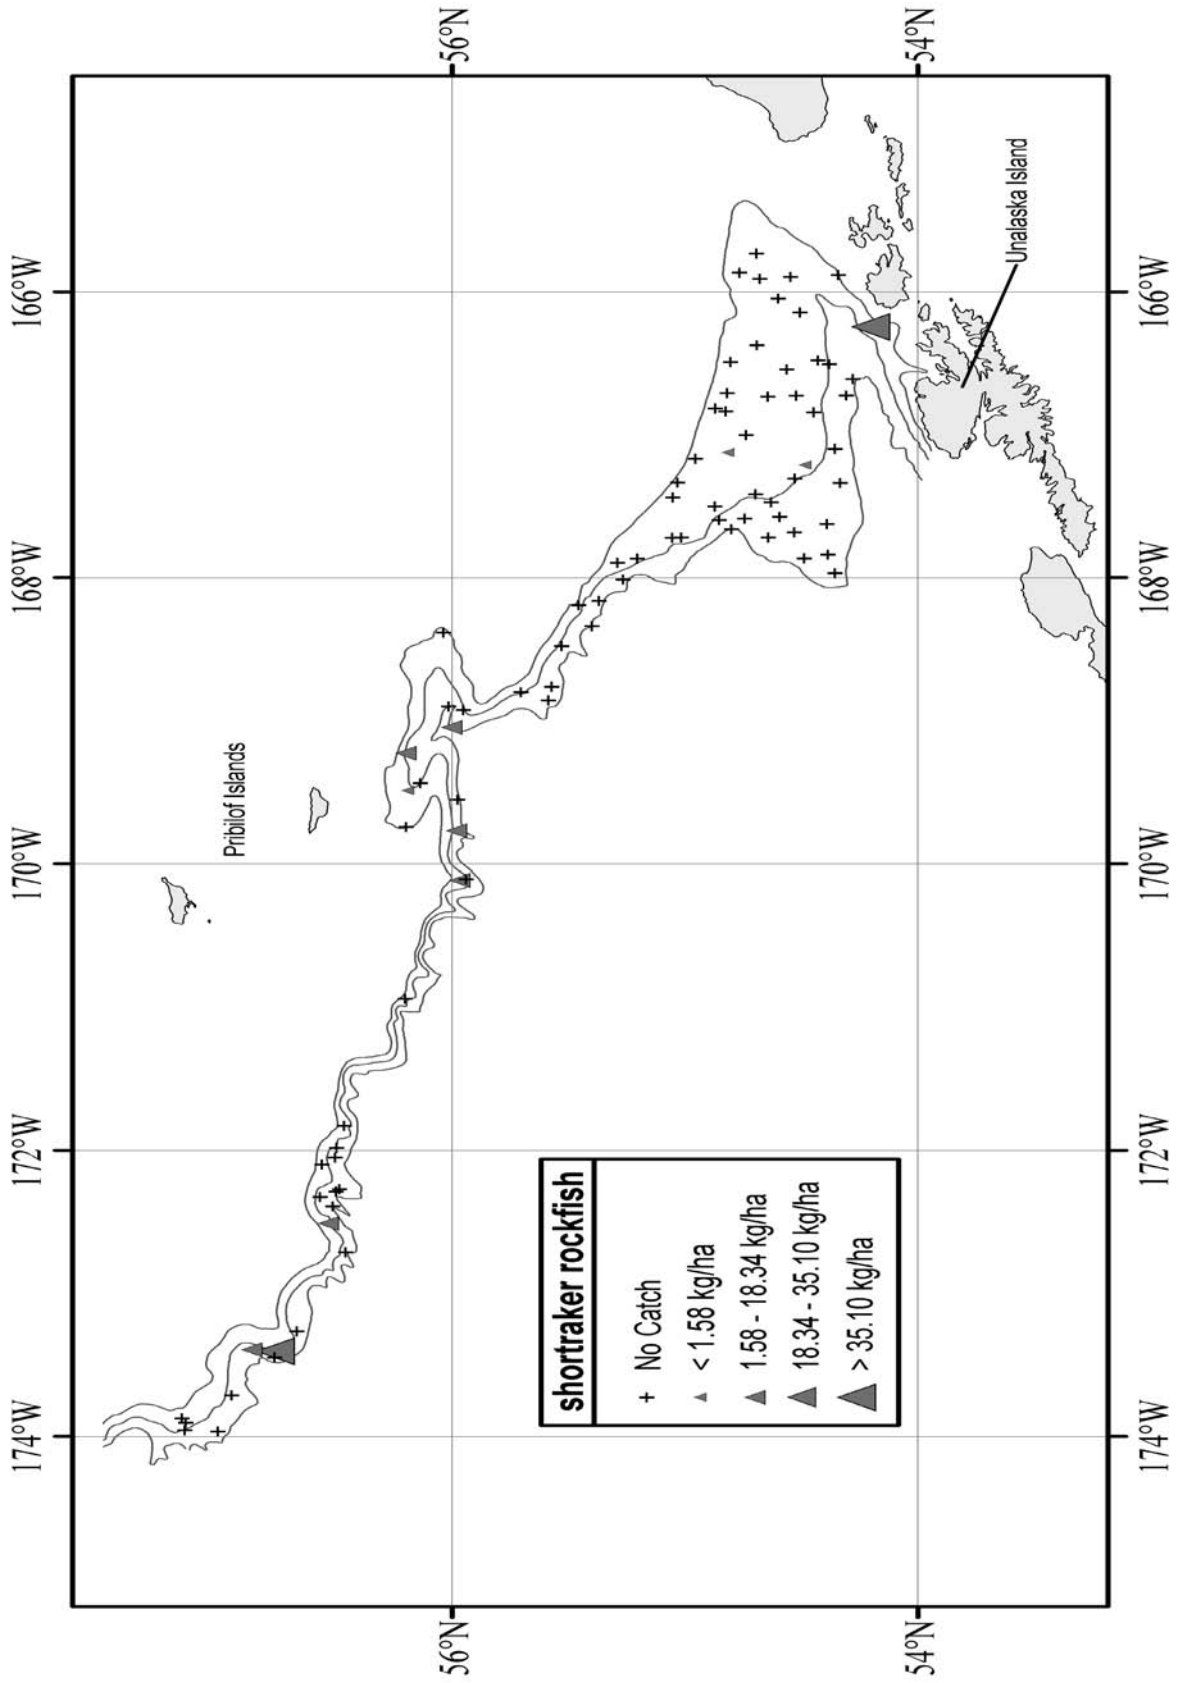 174°W
172°W
170°W
168°W
166°W
56°N
56°N
Pribilof Islands
shortraker rockfish
No Catch
< 1.58 kg/ha
1.58 - 18.34 kg/ha
18.34 - 35.10 kg/ha
> 35.10 kg/ha
Unalaska Island
54°N
54°N
174°W
172°W
170°W
168°W
166°W